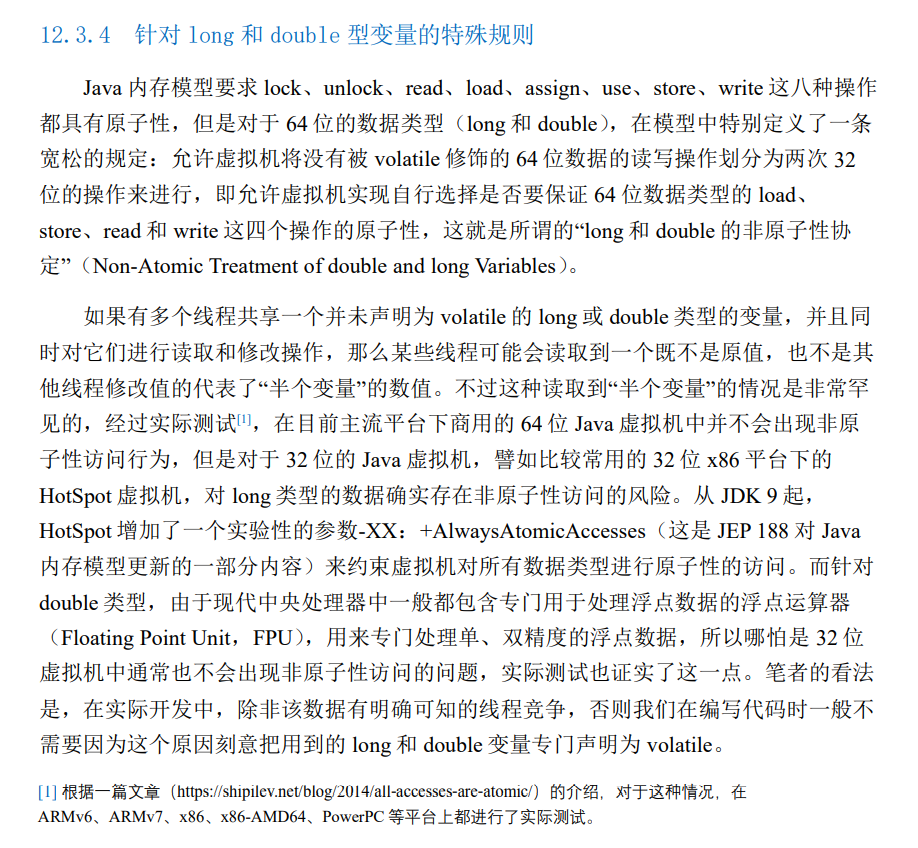 12.3.4 针对 long 和 double 型变量的特殊规则
Java 内存模型要求 lock、unlock、read、load、assign、use、store、write 这八种操作
都具有原子性，但是对于 64 位的数据类型（long 和 double），在模型中特别定义了一条
宽松的规定：允许虚拟机将没有被 volatile 修饰的 64 位数据的读写操作划分为两次 32
位的操作来进行，即允许虚拟机实现自行选择是否要保证 64 位数据类型的 load、
store、read 和 write 这四个操作的原子性，这就是所谓的“long 和 double 的非原子性协
定”（Non-Atomic Treatment of double and long Variables）。
如果有多个线程共享一个并未声明为 volatile 的 long 或 double 类型的变量，并且同
时对它们进行读取和修改操作，那么某些线程可能会读取到一个既不是原值，也不是其
他线程修改值的代表了“半个变量”的数值。不过这种读取到“半个变量”的情况是非常罕
见的，经过实际测试[1]，在目前主流平台下商用的 64 位 Java 虚拟机中并不会出现非原
子性访问行为，但是对于 32 位的 Java 虚拟机，譬如比较常用的 32 位 x86 平台下的
HotSpot 虚拟机，对 long 类型的数据确实存在非原子性访问的风险。从 JDK 9 起，
HotSpot 增加了一个实验性的参数-XX：+AlwaysAtomicAccesses（这是 JEP 188 对 Java
内存模型更新的一部分内容）来约束虚拟机对所有数据类型进行原子性的访问。而针对
double 类型，由于现代中央处理器中一般都包含专门用于处理浮点数据的浮点运算器
（Floating Point Unit，FPU），用来专门处理单、双精度的浮点数据，所以哪怕是 32 位
虚拟机中通常也不会出现非原子性访问的问题，实际测试也证实了这一点。笔者的看法
是，在实际开发中，除非该数据有明确可知的线程竞争，否则我们在编写代码时一般不
需要因为这个原因刻意把用到的 long 和 double 变量专门声明为 volatile。
[1] 根据一篇文章（https://shipilev.net/blog/2014/all-accesses-are-atomic/）的介绍，对于这种情况，在
ARMv6、ARMv7、x86、x86-AMD64、PowerPC 等平台上都进行了实际测试。